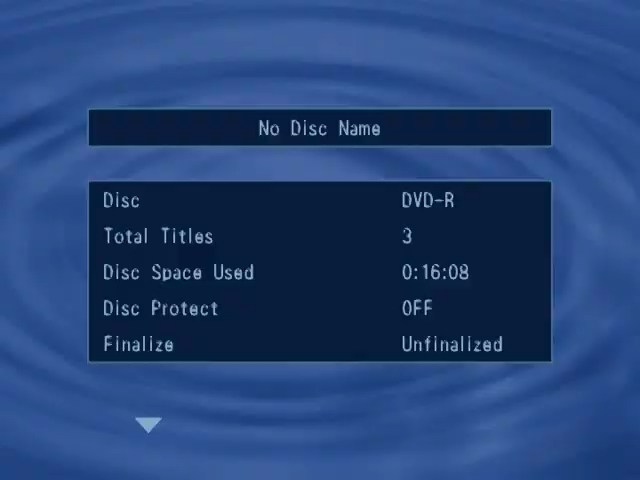 No Disc Name
Disc DVD-R
Total Titles 3
Disc Space Used 0:16:08
Disc Protect OFF
Finalize Unfinalized